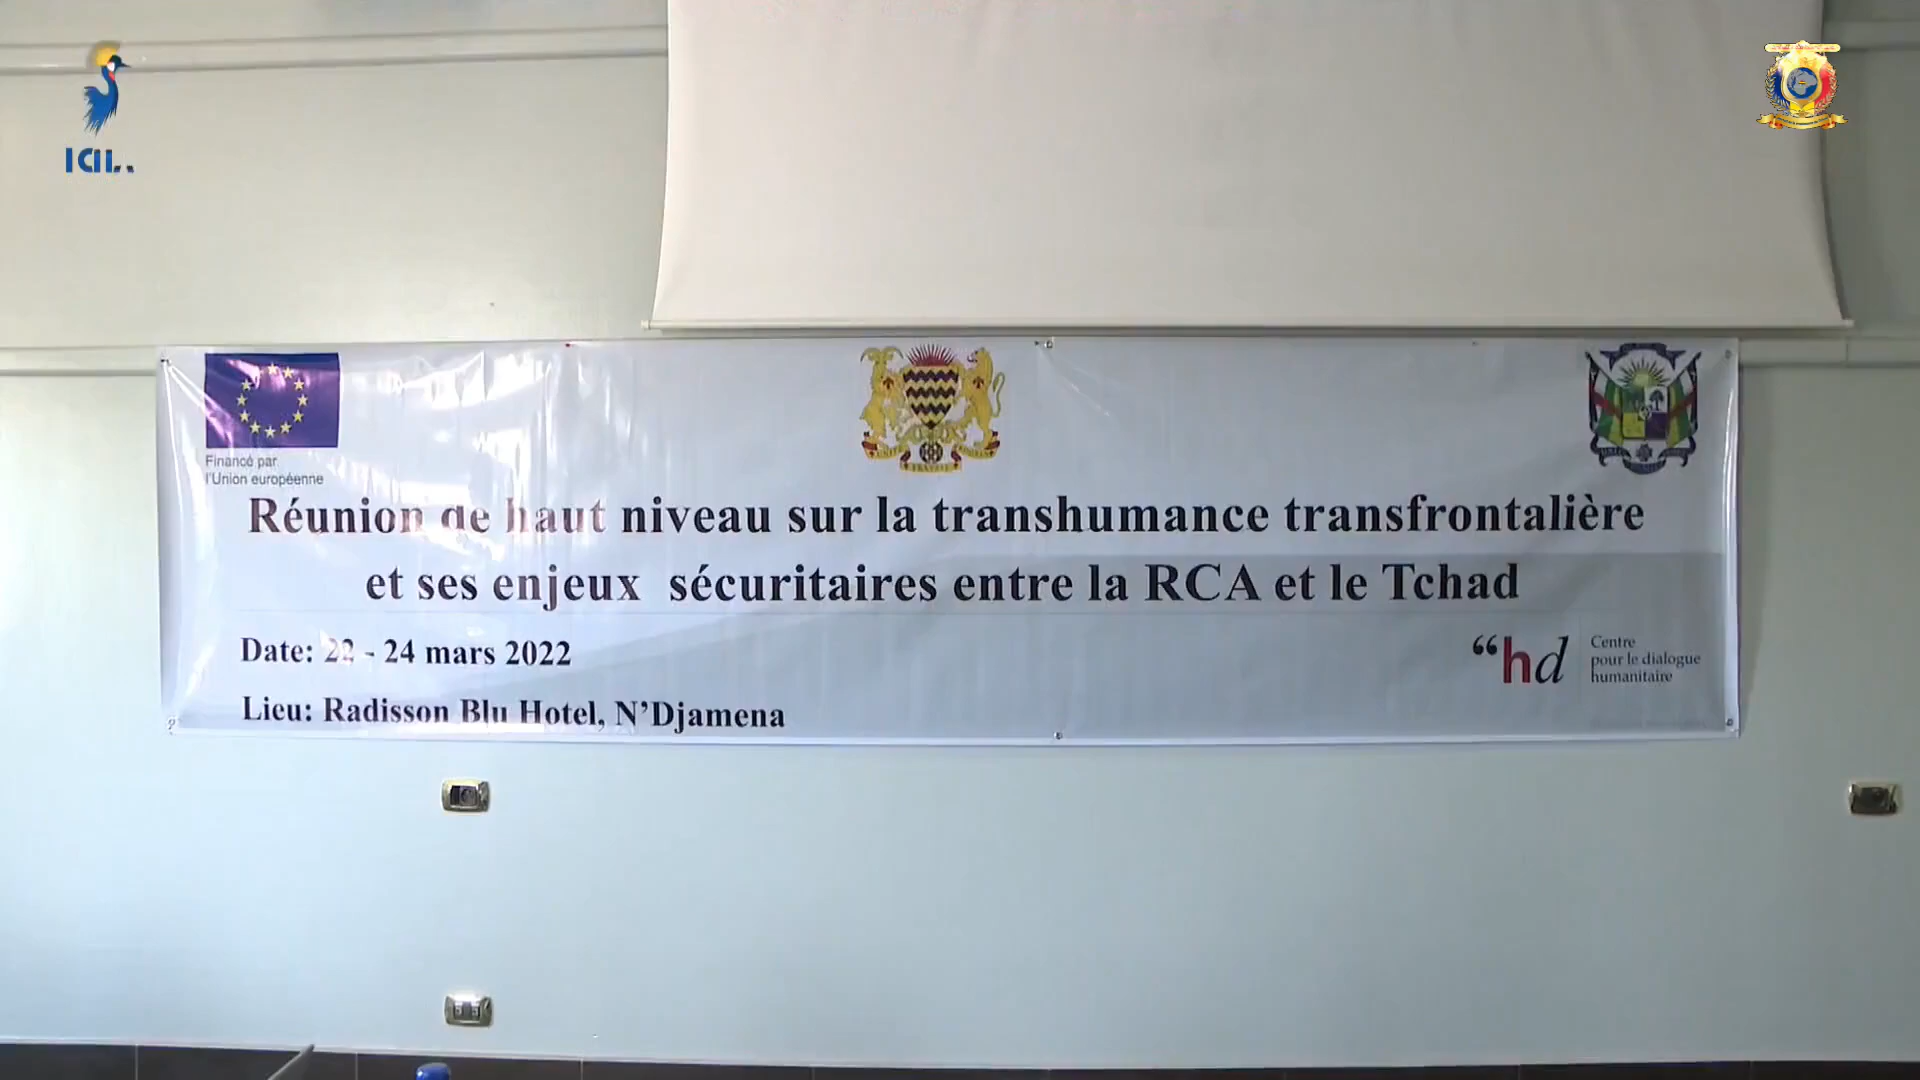 Financé par
l'Union européenne
Réunion de haut niveau sur la transhumance transfrontalière
et ses enjeux sécuritaires entre la RCA et le Tchad
Date: 22 - 24 mars 2022
Lieu: Radisson Blu Hotel, N'Djamena
“hd
Centre
pour le dialogue
humanitaire